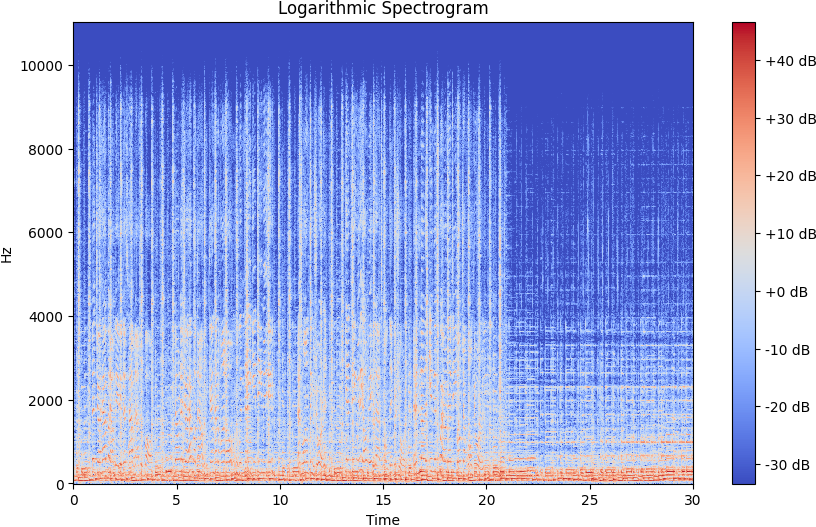 Logarithmic Spectrogram
Hz
10000
8000
6000
4000
2000
0
0 5 10 15 20 25 30
Time
+40 dB
+30 dB
+20 dB
+10 dB
+0 dB
-10 dB
-20 dB
-30 dB